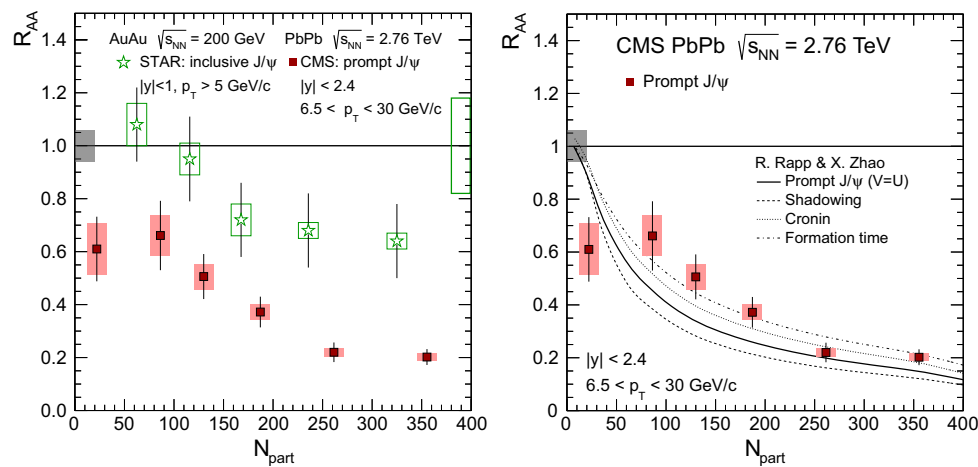 R_AA
AuAu √s_NN = 200 GeV
PbPb √s_NN = 2.76 TeV
STAR: inclusive J/ψ
CMS: prompt J/ψ
|y|<1, p_T > 5 GeV/c
|y| < 2.4
6.5 < p_T < 30 GeV/c
1.4
1.2
1.0
0.8
0.6
0.4
0.2
0.0
0 50 100 150 200 250 300 350 400
N_part
R_AA
CMS PbPb √s_NN = 2.76 TeV
Prompt J/ψ
R. Rapp & X. Zhao
Prompt J/ψ (V=U)
Shadowing
Cronin
Formation time
|y| < 2.4
6.5 < p_T < 30 GeV/c
1.4
1.2
1.0
0.8
0.6
0.4
0.2
0
0 50 100 150 200 250 300 350 400
N_part